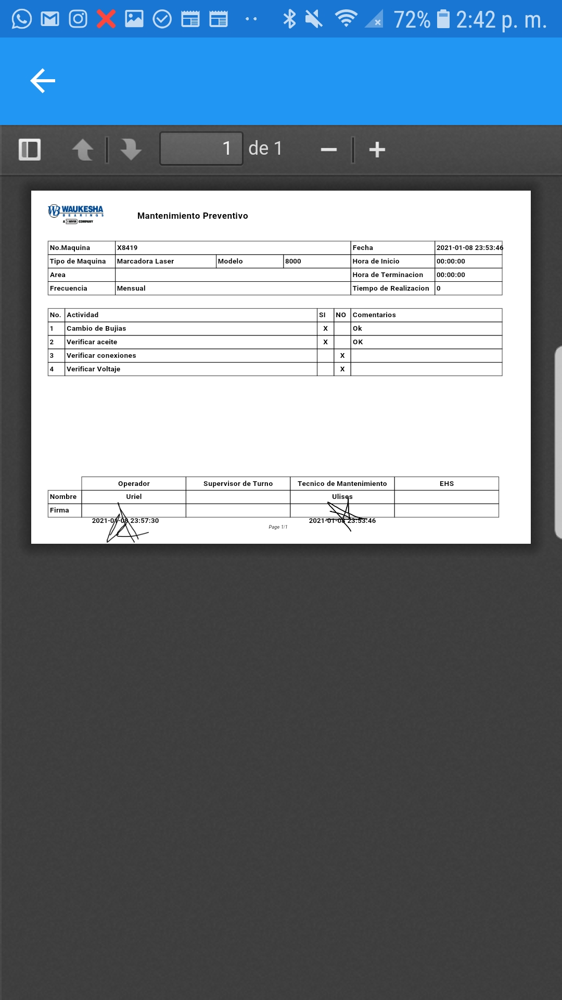 72% 2:42 p. m.
1 de 1
WAUKESHA
BEARINGS
A DOVER COMPANY
Mantenimiento Preventivo
No.Maquina X8419 Fecha 2021-01-08 23:53:46
Tipo de Maquina Marcadora Laser Modelo 8000 Hora de Inicio 00:00:00
Area Hora de Terminacion 00:00:00
Frecuencia Mensual Tiempo de Realizacion 0
No. Actividad SI NO Comentarios
1 Cambio de Bujias X Ok
2 Verificar aceite X OK
3 Verificar conexiones X
4 Verificar Voltaje X
Operador Supervisor de Turno Tecnico de Mantenimiento EHS
Nombre Uriel Ulises
Firma
2021-01-08 23:57:30 2021-01-08 23:53:46
Page 1/1